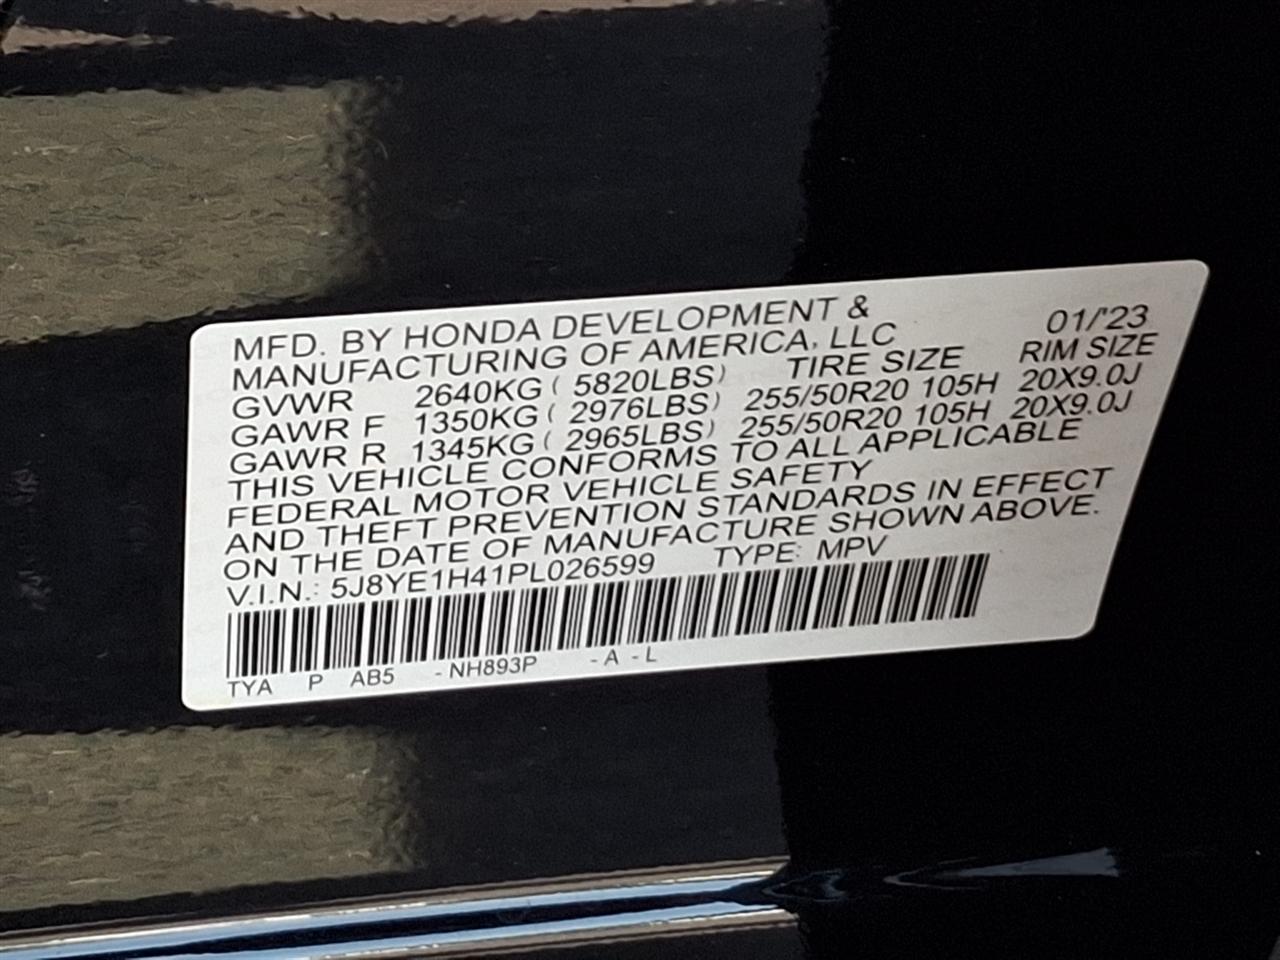 MFD. BY HONDA DEVELOPMENT & 01/'23
MANUFACTURING OF AMERICA, LLC RIM SIZE
GVWR 2640KG ( 5820LBS) TIRE SIZE
GAWR F 1350KG ( 2976LBS) 255/50R20 105H 20X9.0J
GAWR R 1345KG ( 2965LBS) 255/50R20 105H 20X9.0J
THIS VEHICLE CONFORMS TO ALL APPLICABLE
FEDERAL MOTOR VEHICLE SAFETY
AND THEFT PREVENTION STANDARDS IN EFFECT
ON THE DATE OF MANUFACTURE SHOWN ABOVE.
V.I.N.: 5J8YE1H41PL026599 TYPE: MPV
TYA P AB5 - NH893P - A - L